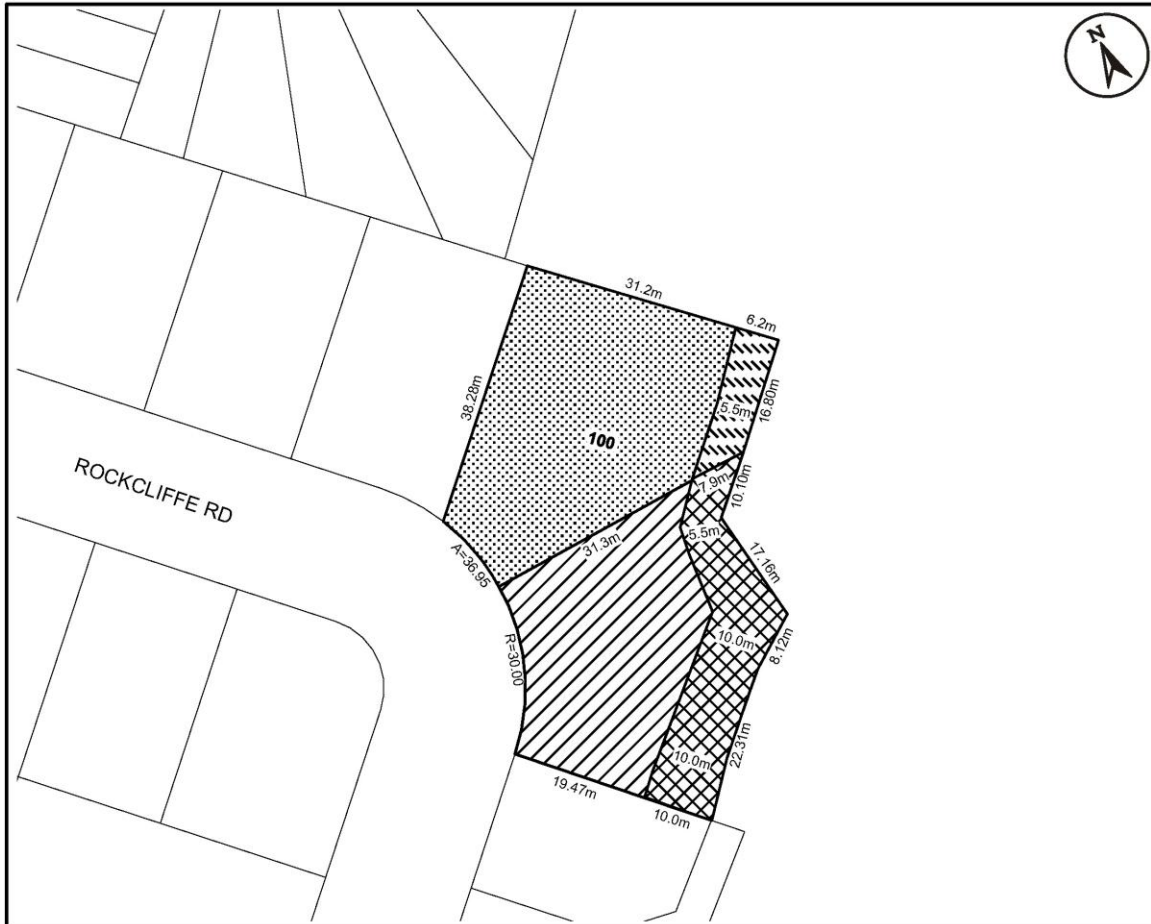 N
31.2m
6.2m
38.28m
5.5m
16.80m
100
7.9m
10.10m
ROCKCLIFFE RD
31.3m
5.5m
A=36.95
17.16m
R=30.00
10.0m
8.12m
10.0m
22.31m
19.47m
10.0m